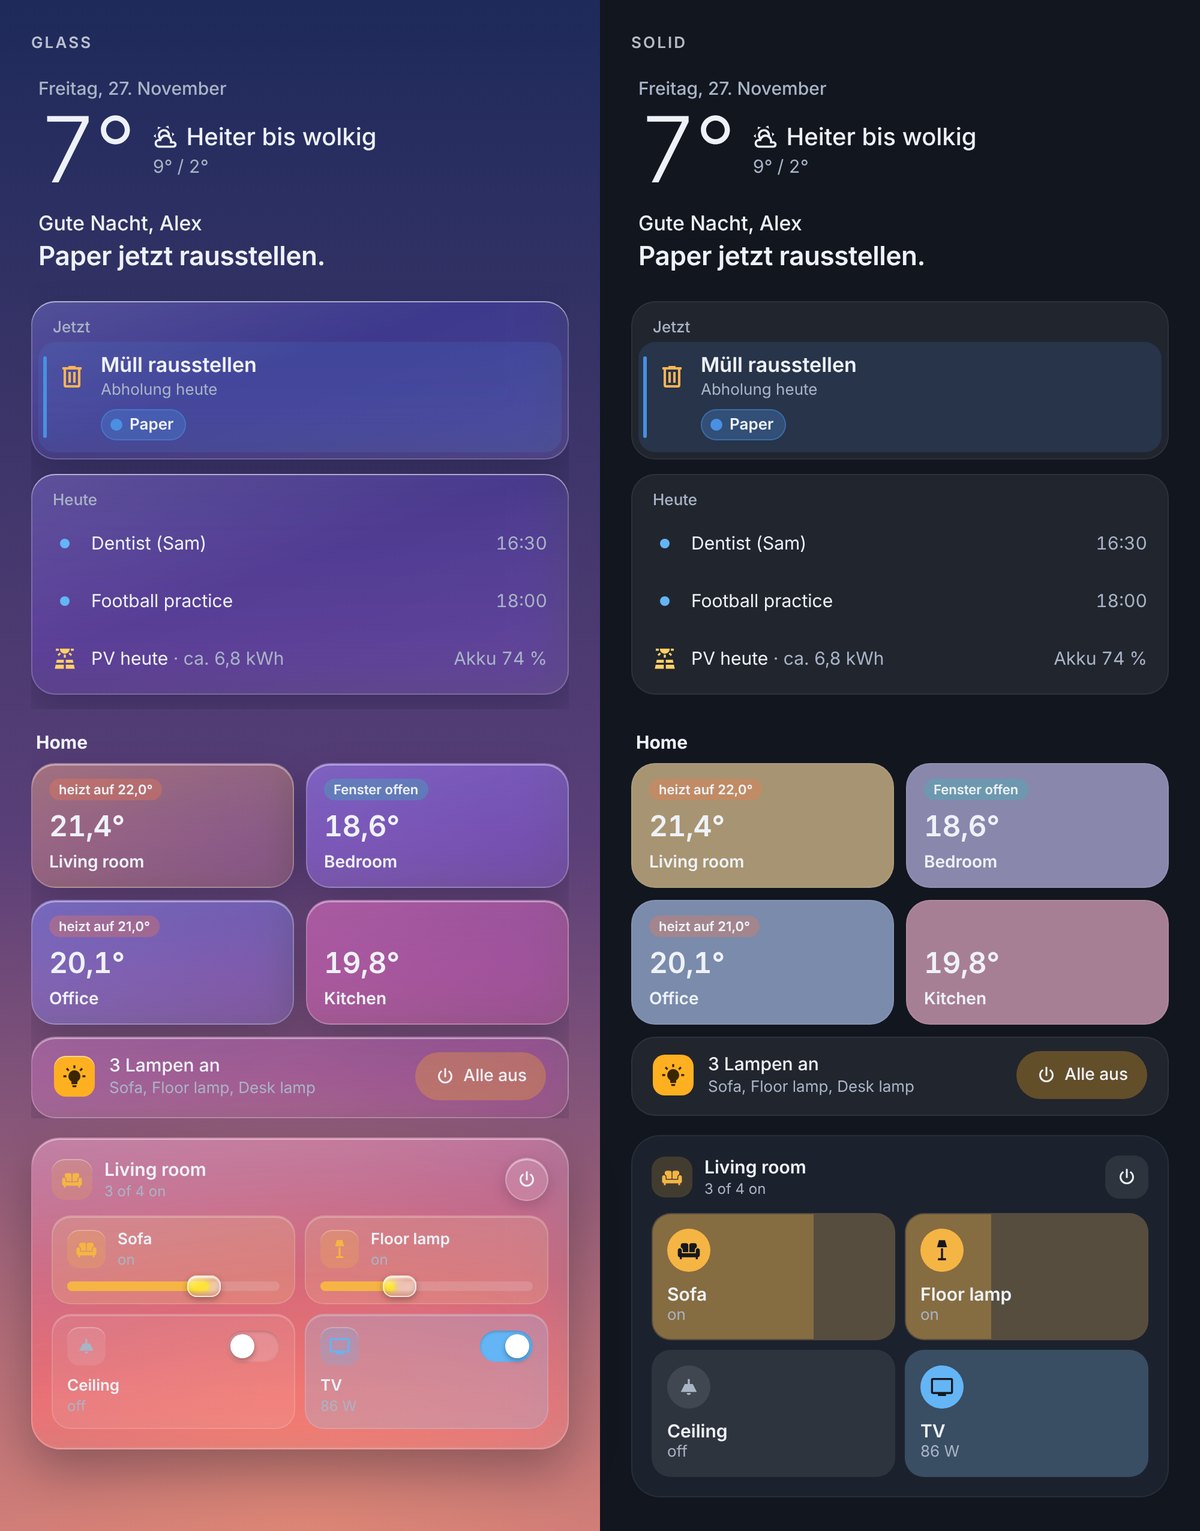 GLASS
Freitag, 27. November
7°
Heiter bis wolkig
9° / 2°
Gute Nacht, Alex
Paper jetzt rausstellen.
Jetzt
Müll rausstellen
Abholung heute
Paper
Heute
Dentist (Sam) 16:30
Football practice 18:00
PV heute · ca. 6,8 kWh Akku 74 %
Home
heizt auf 22,0°
21,4°
Living room
Fenster offen
18,6°
Bedroom
heizt auf 21,0°
20,1°
Office
19,8°
Kitchen
3 Lampen an
Sofa, Floor lamp, Desk lamp
Alle aus
Living room
3 of 4 on
Sofa
on
Floor lamp
on
Ceiling
off
TV
86 W
SOLID
Freitag, 27. November
7°
Heiter bis wolkig
9° / 2°
Gute Nacht, Alex
Paper jetzt rausstellen.
Jetzt
Müll rausstellen
Abholung heute
Paper
Heute
Dentist (Sam) 16:30
Football practice 18:00
PV heute · ca. 6,8 kWh Akku 74 %
Home
heizt auf 22,0°
21,4°
Living room
Fenster offen
18,6°
Bedroom
heizt auf 21,0°
20,1°
Office
19,8°
Kitchen
3 Lampen an
Sofa, Floor lamp, Desk lamp
Alle aus
Living room
3 of 4 on
Sofa
on
Floor lamp
on
Ceiling
off
TV
86 W